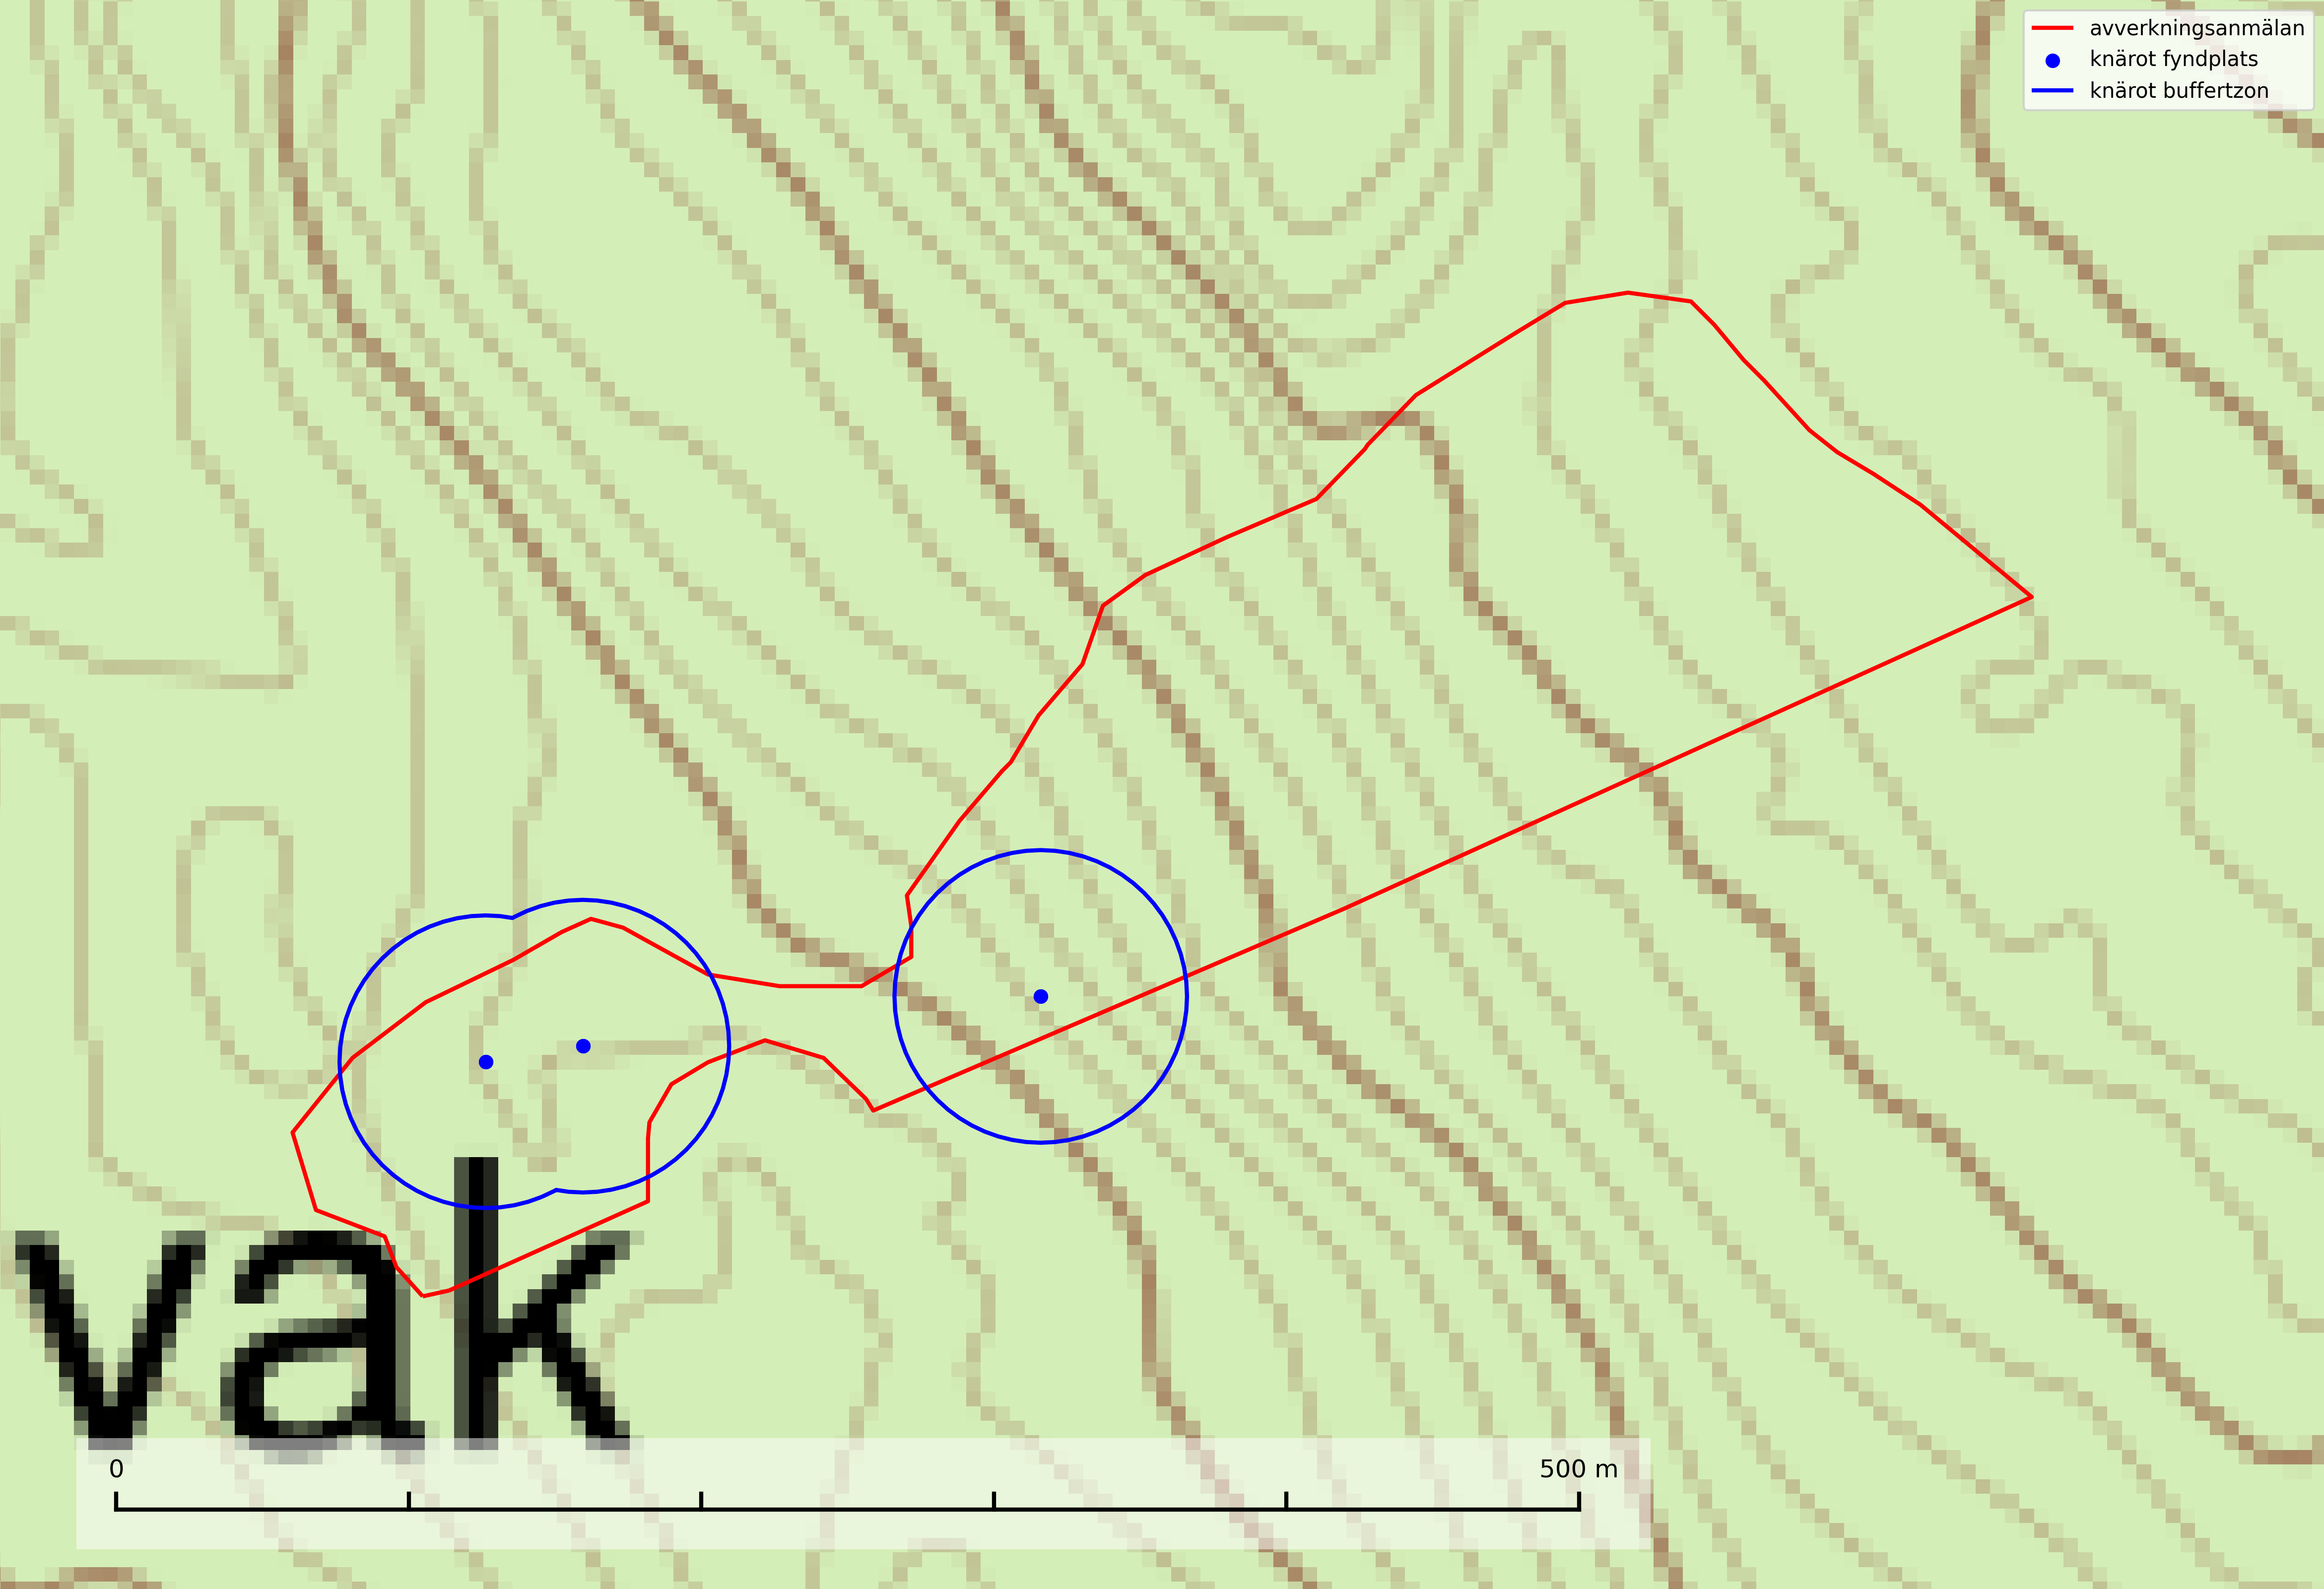 avverkningsanmälan
knärot fyndplats
knärot buffertzon
vak
0 500 m